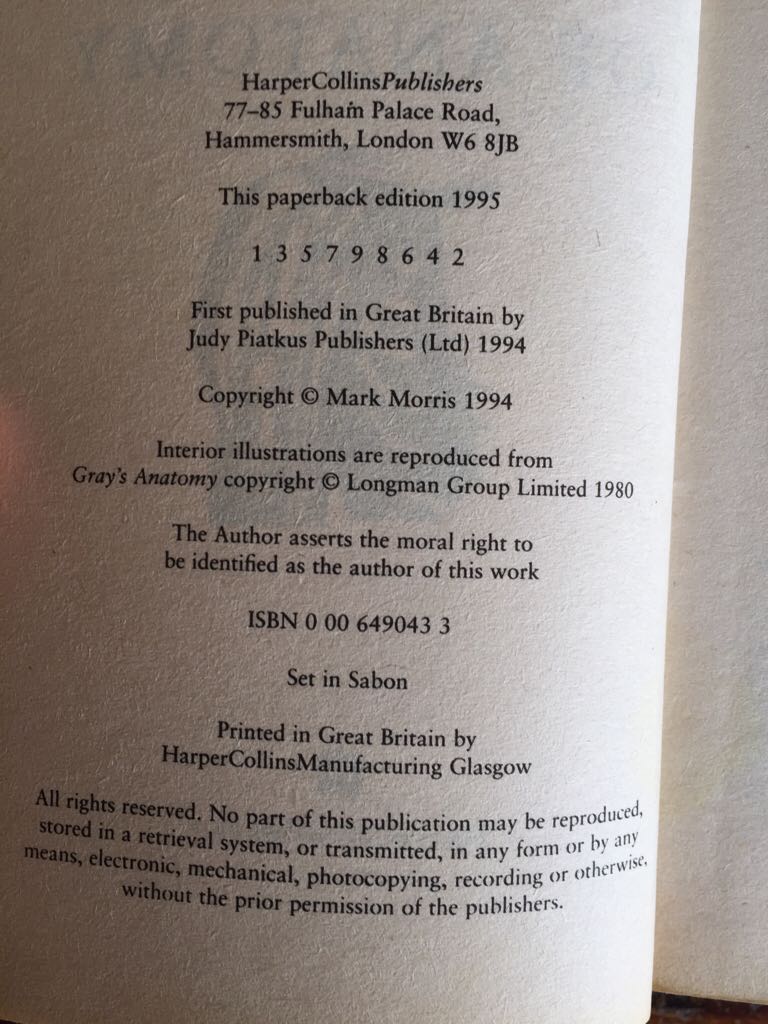 HarperCollinsPublishers
77–85 Fulham Palace Road,
Hammersmith, London W6 8JB
This paperback edition 1995
1 3 5 7 9 8 6 4 2
First published in Great Britain by
Judy Piatkus Publishers (Ltd) 1994
Copyright © Mark Morris 1994
Interior illustrations are reproduced from
Gray's Anatomy copyright © Longman Group Limited 1980
The Author asserts the moral right to
be identified as the author of this work
ISBN 0 00 649043 3
Set in Sabon
Printed in Great Britain by
HarperCollinsManufacturing Glasgow
All rights reserved. No part of this publication may be reproduced,
stored in a retrieval system, or transmitted, in any form or by any
means, electronic, mechanical, photocopying, recording or otherwise,
without the prior permission of the publishers.